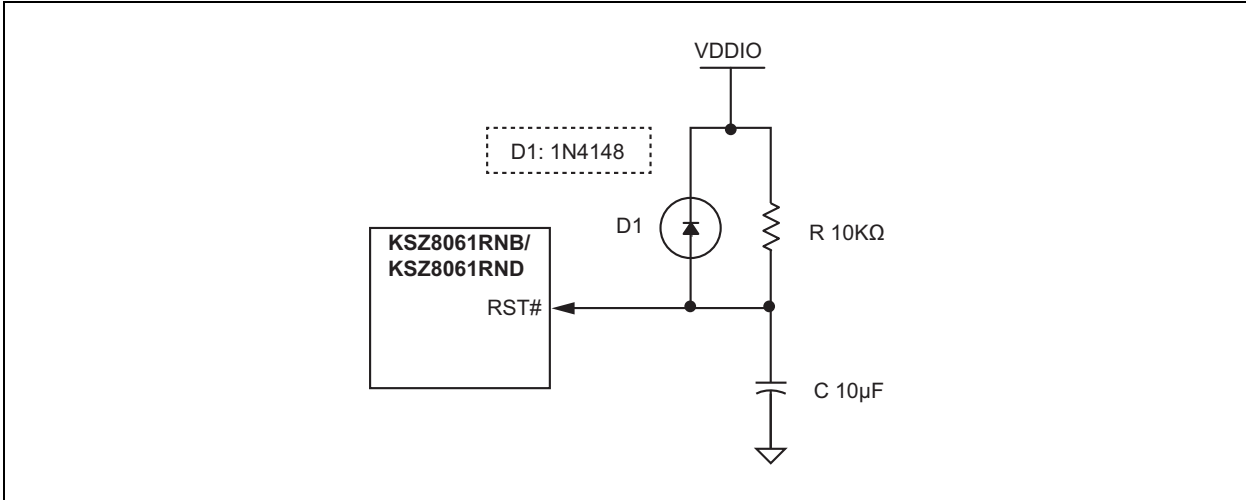 VDDIO
D1: 1N4148
D1
R 10KΩ
KSZ8061RNB/
KSZ8061RND
RST#
C 10µF